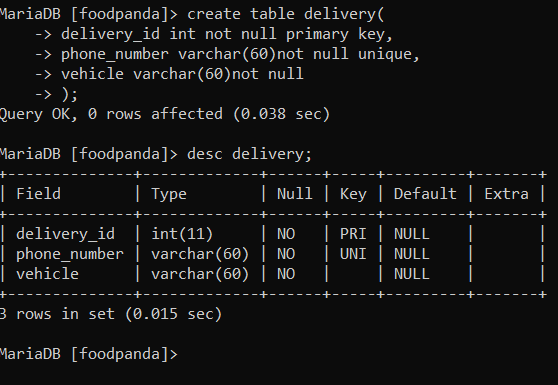 MariaDB [foodpanda]> create table delivery(
    -> delivery_id int not null primary key,
    -> phone_number varchar(60)not null unique,
    -> vehicle varchar(60)not null
    -> );
Query OK, 0 rows affected (0.038 sec)

MariaDB [foodpanda]> desc delivery;
+--------------+-------------+------+-----+---------+-------+
| Field        | Type        | Null | Key | Default | Extra |
+--------------+-------------+------+-----+---------+-------+
| delivery_id  | int(11)     | NO   | PRI | NULL    |       |
| phone_number | varchar(60) | NO   | UNI | NULL    |       |
| vehicle      | varchar(60) | NO   |     | NULL    |       |
+--------------+-------------+------+-----+---------+-------+
3 rows in set (0.015 sec)

MariaDB [foodpanda]>